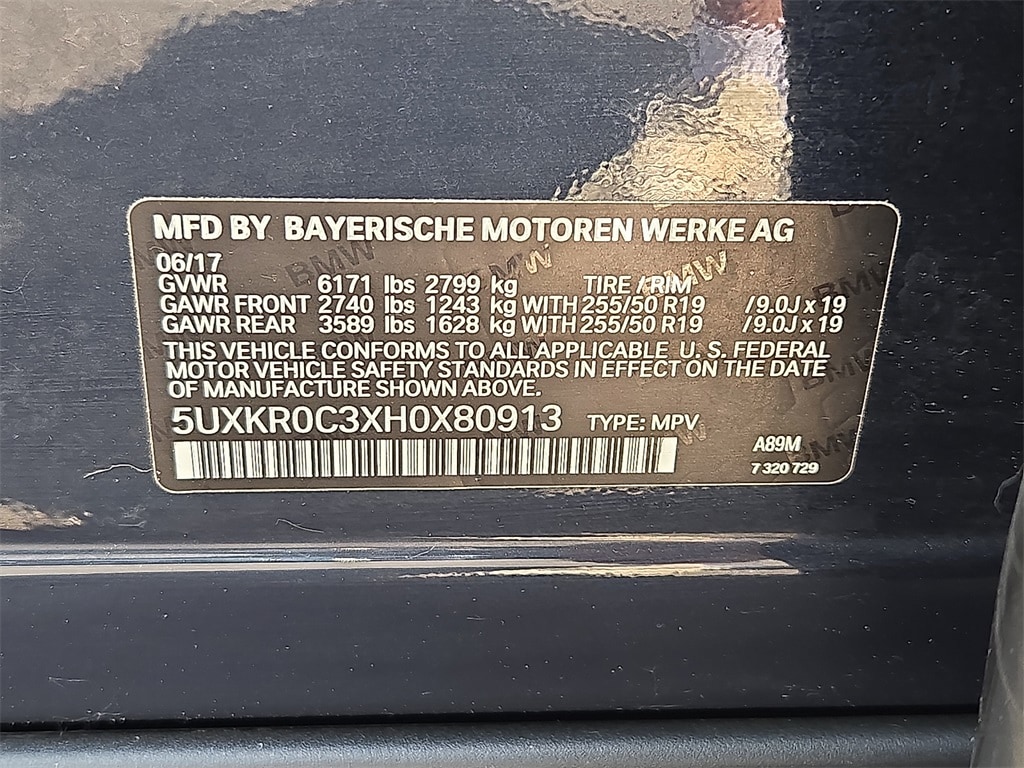 MFD BY BAYERISCHE MOTOREN WERKE AG
06/17
GVWR 6171 lbs 2799 kg TIRE / RIM
GAWR FRONT 2740 lbs 1243 kg WITH 255/50 R19 / 9.0J x 19
GAWR REAR 3589 lbs 1628 kg WITH 255/50 R19 / 9.0J x 19
THIS VEHICLE CONFORMS TO ALL APPLICABLE U. S. FEDERAL
MOTOR VEHICLE SAFETY STANDARDS IN EFFECT ON THE DATE
OF MANUFACTURE SHOWN ABOVE.
5UXKR0C3XH0X80913 TYPE: MPV
A89M
7 320 729